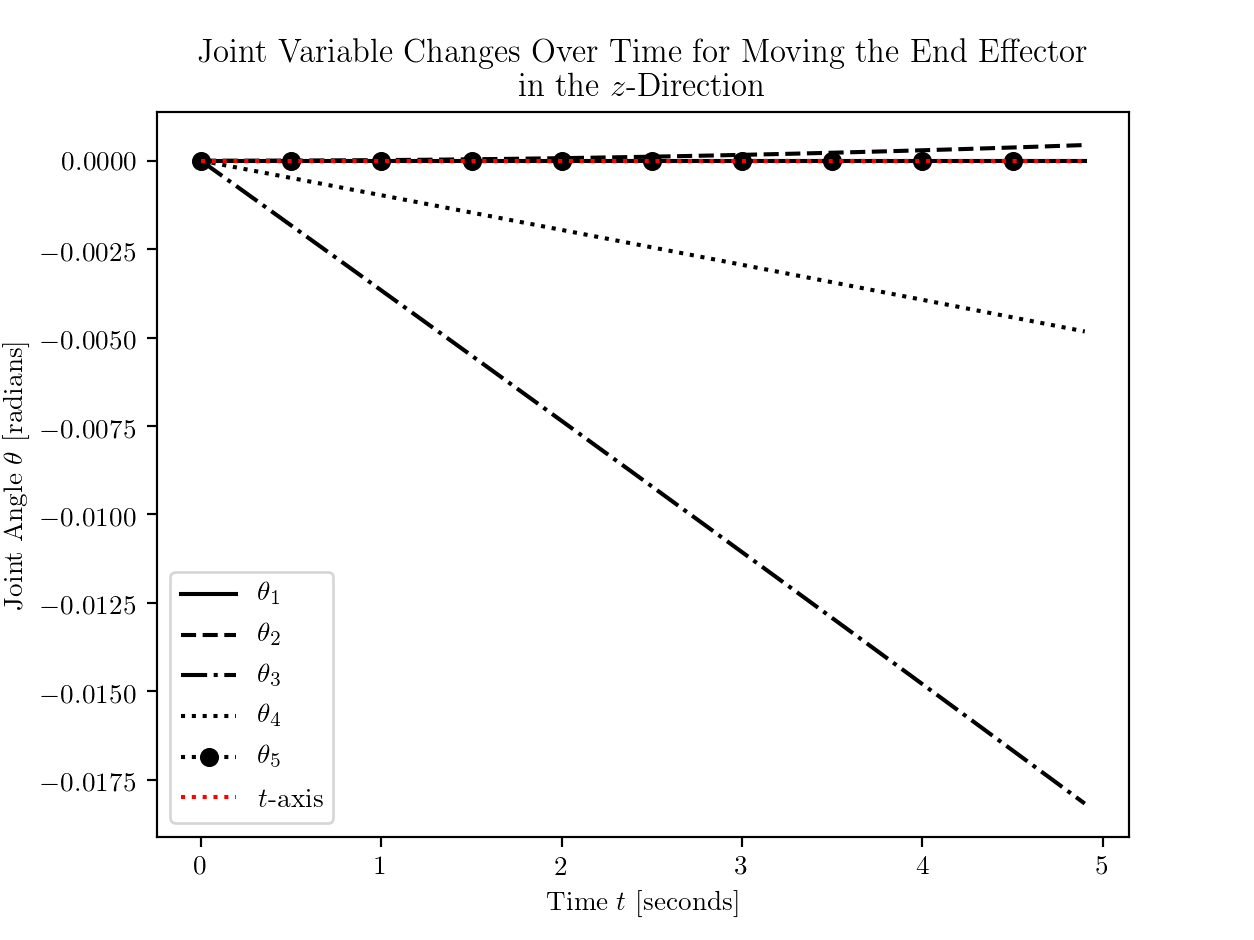 Joint Variable Changes Over Time for Moving the End Effector
in the z-Direction
Joint Angle θ [radians]
0.0000
−0.0025
−0.0050
−0.0075
−0.0100
−0.0125
−0.0150
−0.0175
θ₁
θ₂
θ₃
θ₄
θ₅
t-axis
0 1 2 3 4 5
Time t [seconds]